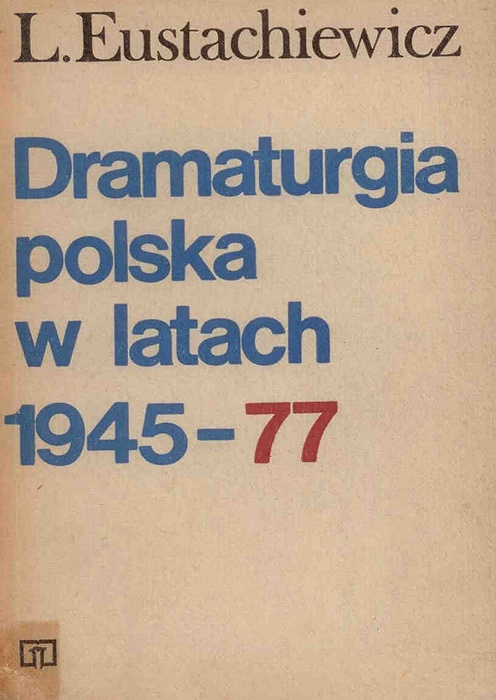 L.Eustachiewicz
Dramaturgia
polska
w latach
1945–77